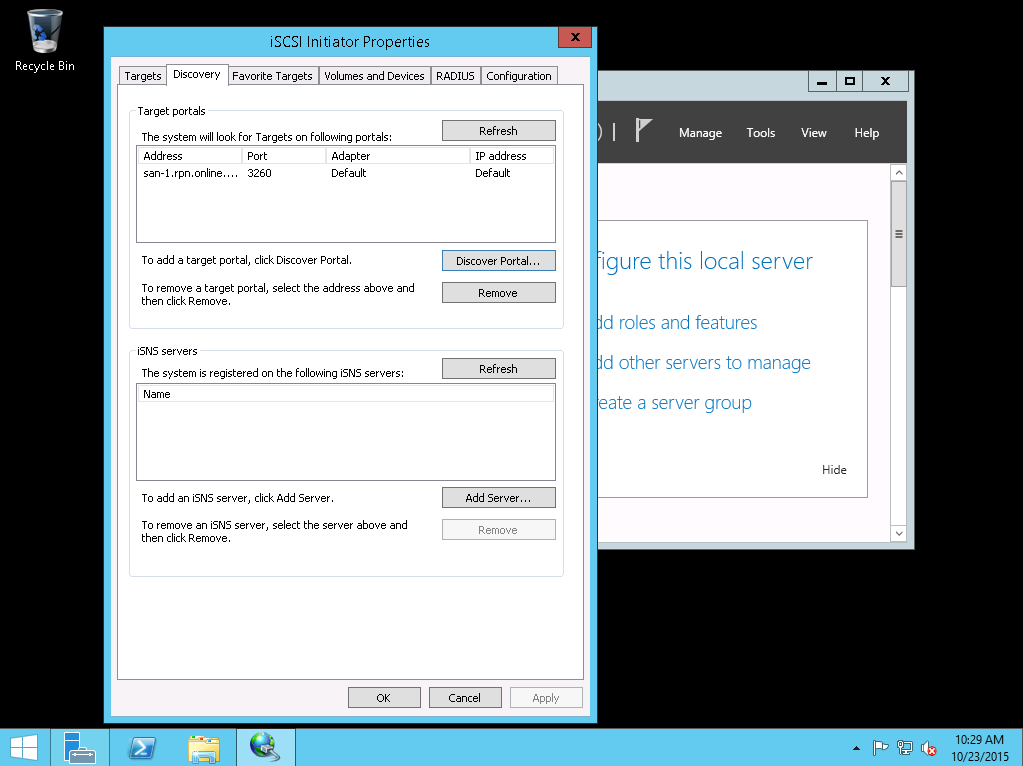 Recycle Bin
iSCSI Initiator Properties
Targets
Discovery
Favorite Targets
Volumes and Devices
RADIUS
Configuration
Target portals
The system will look for Targets on following portals:
Refresh
Address Port Adapter IP address
san-1.rpn.online.... 3260 Default Default
To add a target portal, click Discover Portal.
Discover Portal...
To remove a target portal, select the address above and
then click Remove.
Remove
iSNS servers
The system is registered on the following iSNS servers:
Refresh
Name
To add an iSNS server, click Add Server.
Add Server...
To remove an iSNS server, select the server above and
then click Remove.
Remove
OK
Cancel
Apply
Manage
Tools
View
Help
figure this local server
dd roles and features
dd other servers to manage
reate a server group
Hide
10:29 AM
10/23/2015